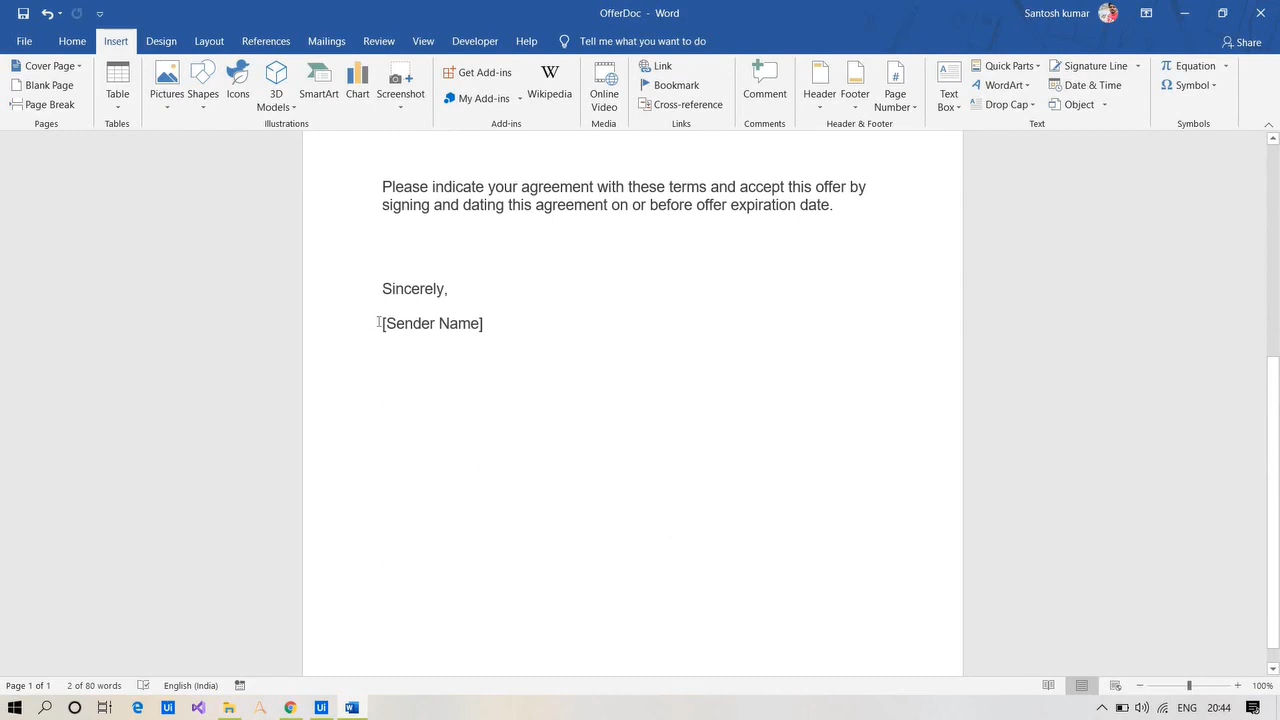 OfferDoc - Word
Santosh kumar
File Home Insert Design Layout References Mailings Review View Developer Help Tell me what you want to do Share
Cover Page
Blank Page
Page Break
Pages
Table
Tables
Pictures Shapes Icons 3D Models SmartArt Chart Screenshot
Illustrations
Get Add-ins
My Add-ins
W
Wikipedia
Add-ins
Online Video
Media
Link
Bookmark
Cross-reference
Links
Comment
Comments
Header Footer Page Number
Header & Footer
Text Box
Quick Parts
WordArt
Drop Cap
Signature Line
Date & Time
Object
Text
Equation
Symbol
Symbols
Please indicate your agreement with these terms and accept this offer by
signing and dating this agreement on or before offer expiration date.
Sincerely,
[Sender Name]
Page 1 of 1 2 of 80 words English (India) 100%
Ui Ui ENG 20:44